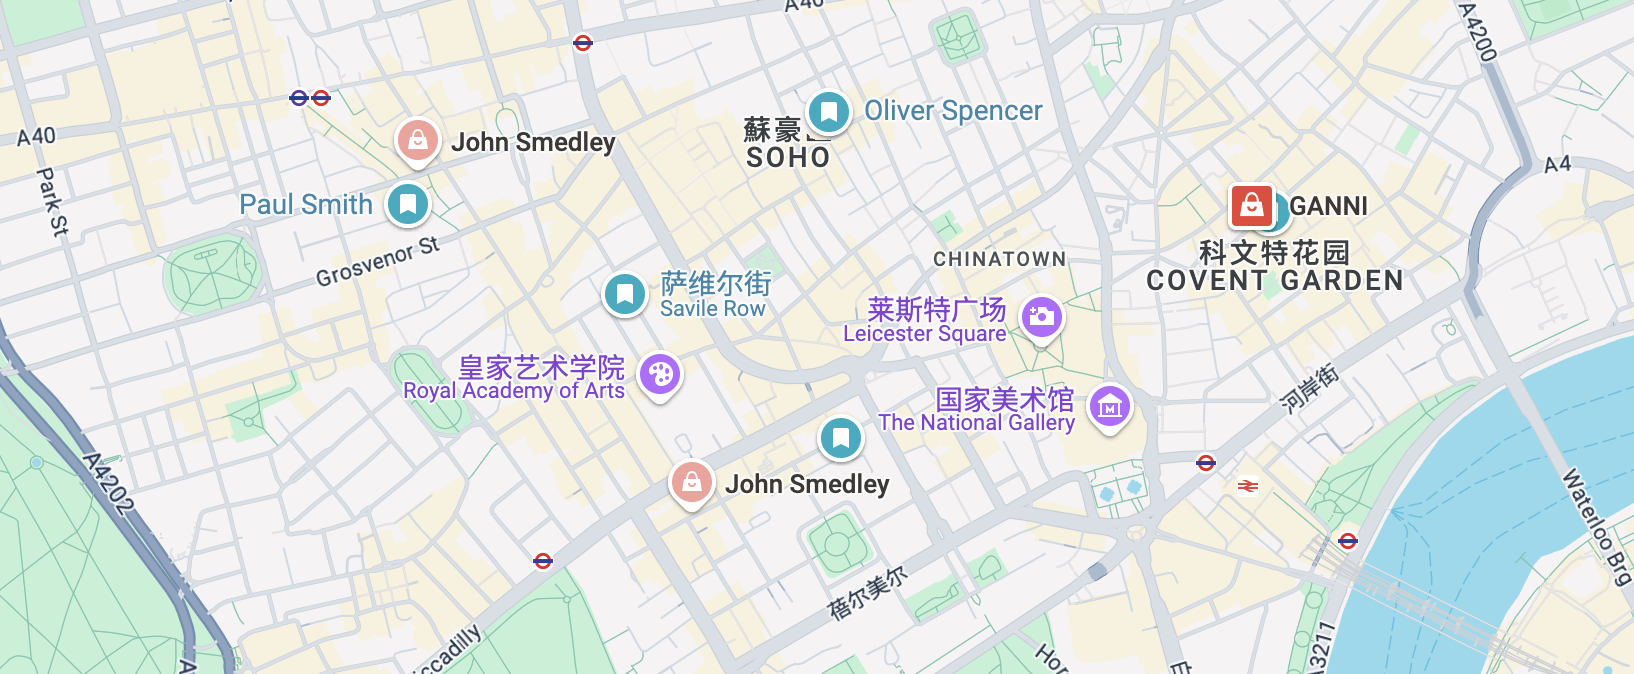 A40
A4200
Oliver Spencer
蘇豪
SOHO
A40
John Smedley
A4
Park St
Paul Smith
GANNI
科文特花园
COVENT GARDEN
Grosvenor St
CHINATOWN
萨维尔街
Savile Row
莱斯特广场
Leicester Square
皇家艺术学院
Royal Academy of Arts
国家美术馆
The National Gallery
河岸街
A4202
John Smedley
Waterloo Brg
蓓尔美尔